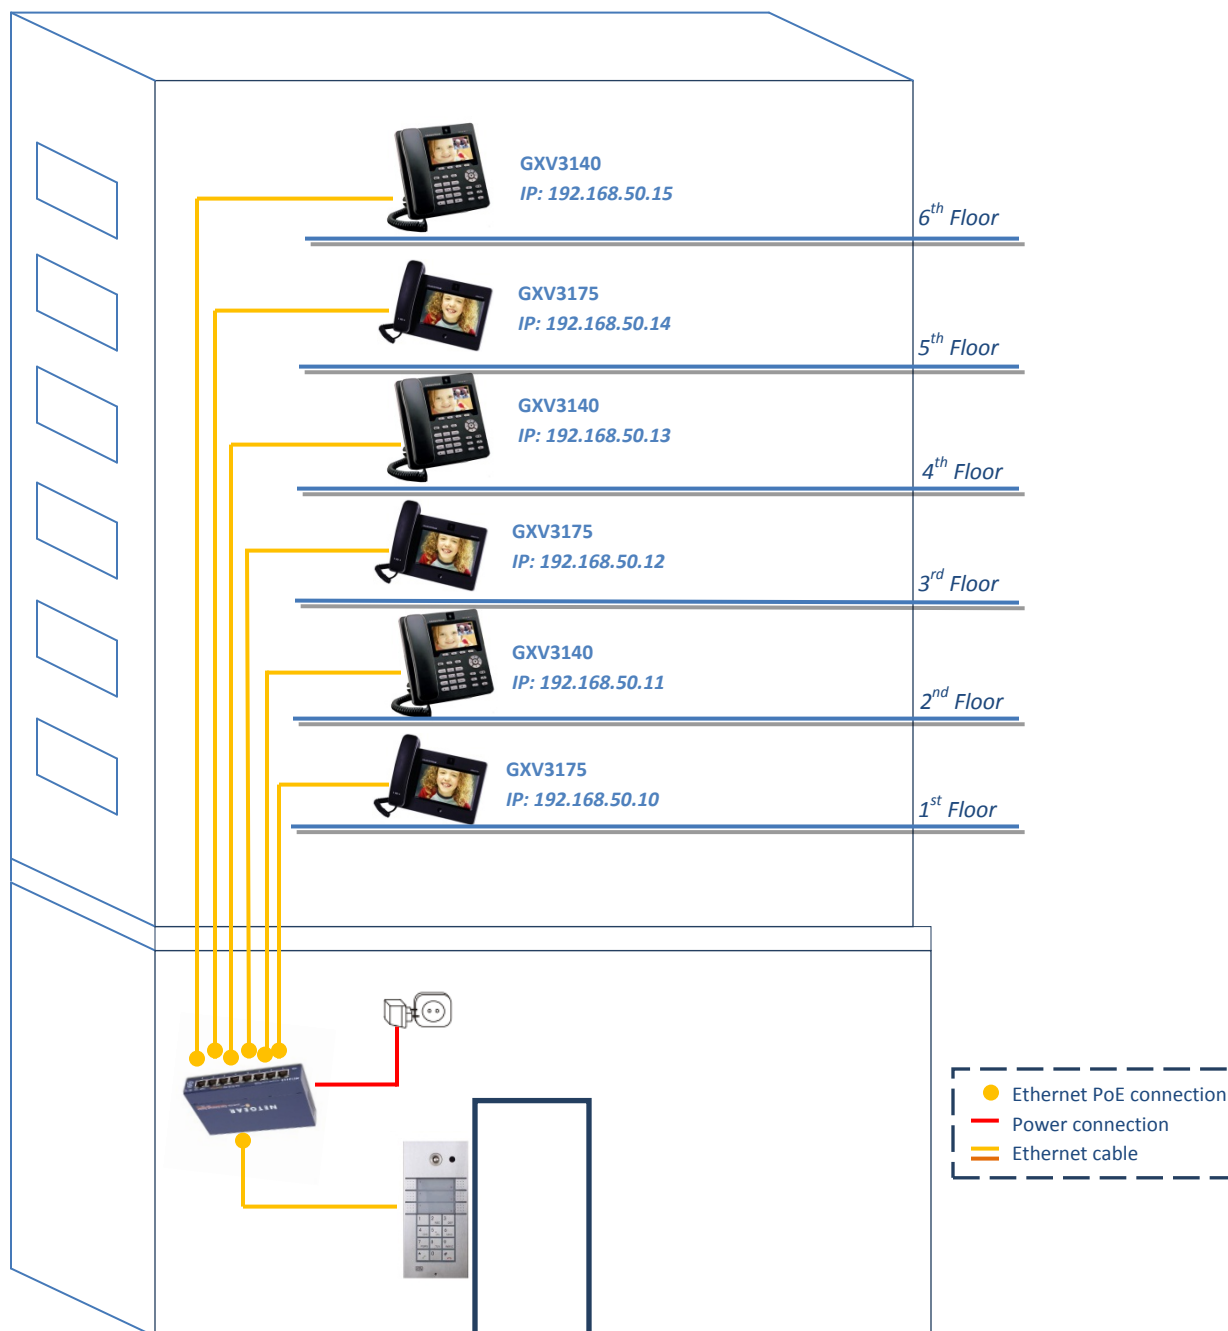 GXV3140
IP: 192.168.50.15
6th Floor
GXV3175
IP: 192.168.50.14
5th Floor
GXV3140
IP: 192.168.50.13
4th Floor
GXV3175
IP: 192.168.50.12
3rd Floor
GXV3140
IP: 192.168.50.11
2nd Floor
GXV3175
IP: 192.168.50.10
1st Floor
NETGEAR
Ethernet PoE connection
Power connection
Ethernet cable